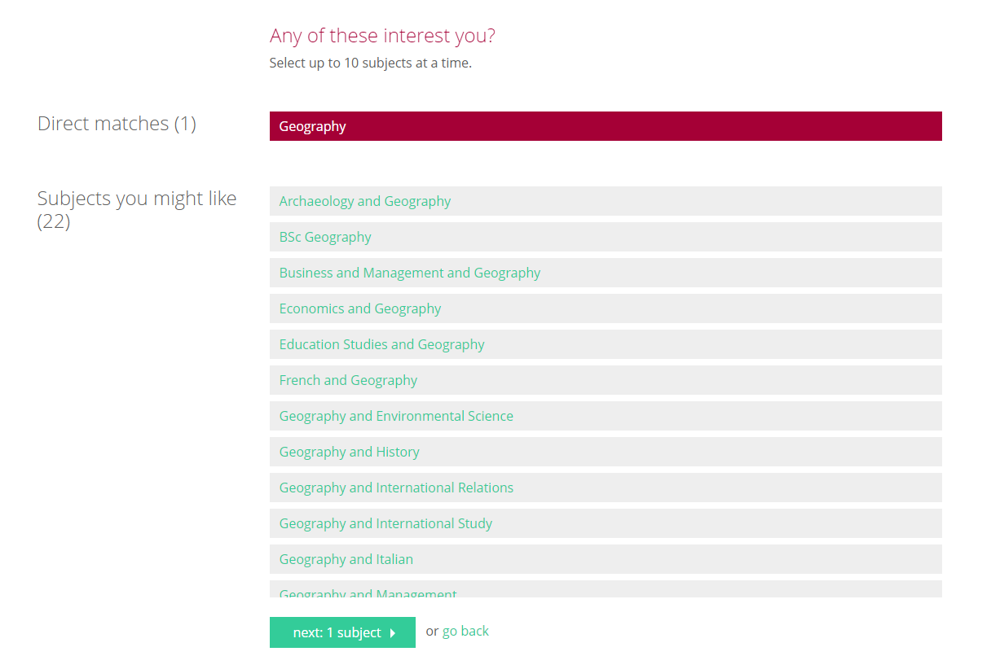 Any of these interest you?
Select up to 10 subjects at a time.
Direct matches (1)
Geography
Subjects you might like
(22)
Archaeology and Geography
BSc Geography
Business and Management and Geography
Economics and Geography
Education Studies and Geography
French and Geography
Geography and Environmental Science
Geography and History
Geography and International Relations
Geography and International Study
Geography and Italian
Geography and Management
next: 1 subject
or go back